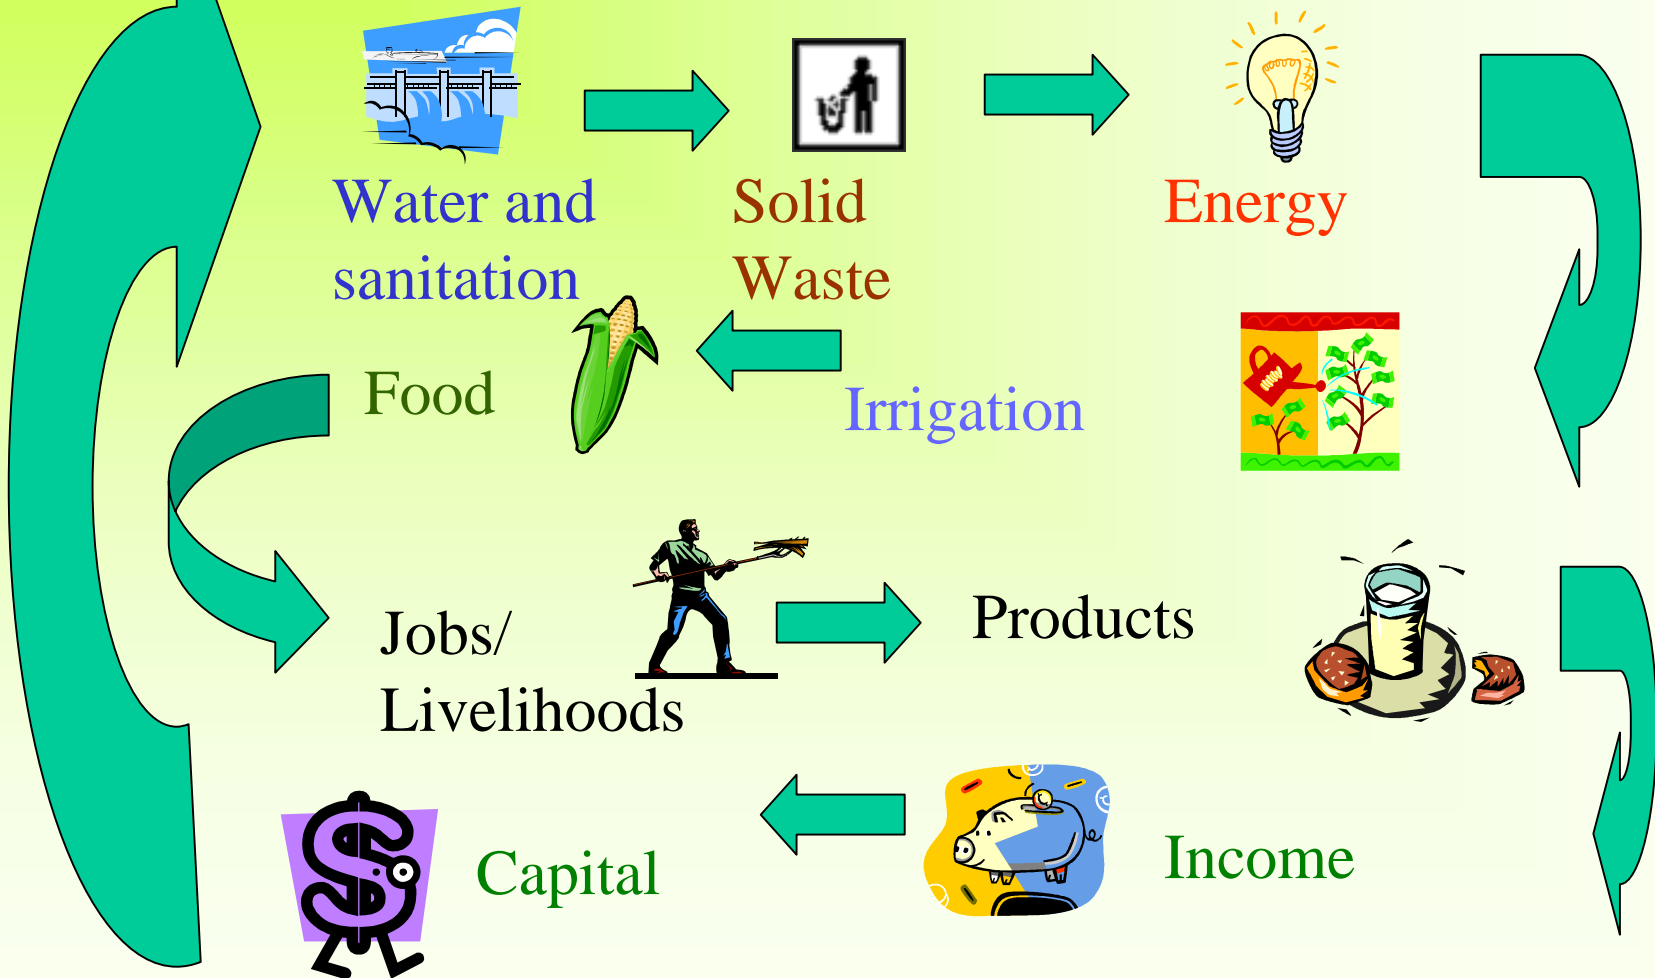 Water and
sanitation
Solid
Waste
Energy
Food
Irrigation
Jobs/
Livelihoods
Products
Capital
Income